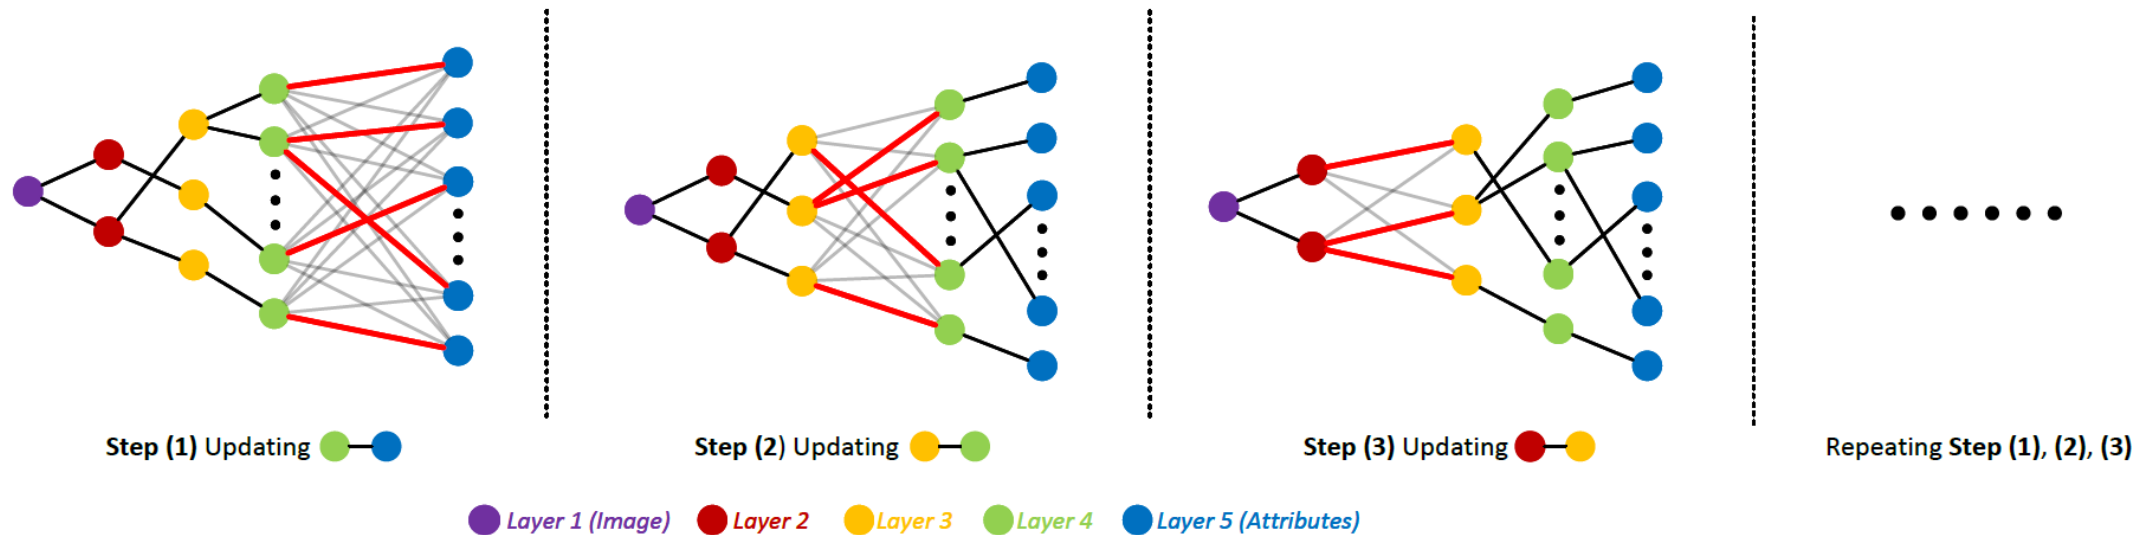 Step (1) Updating
Step (2) Updating
Step (3) Updating
Repeating Step (1), (2), (3)
Layer 1 (Image)
Layer 2
Layer 3
Layer 4
Layer 5 (Attributes)